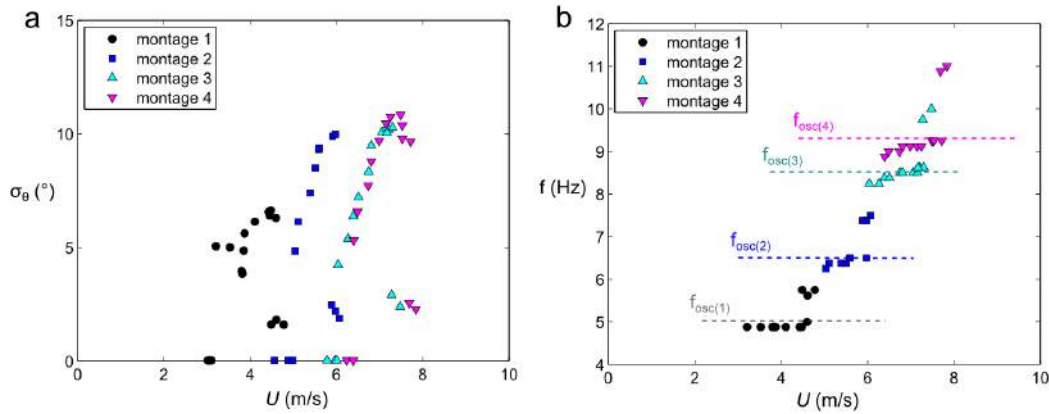 a
15
10
5
0
σθ (°)
montage 1
montage 2
montage 3
montage 4
0 2 4 6 8 10
U (m/s)
b
12
11
10
9
8
7
6
5
4
f (Hz)
montage 1
montage 2
montage 3
montage 4
fosc(4)
fosc(3)
fosc(2)
fosc(1)
0 2 4 6 8 10
U (m/s)